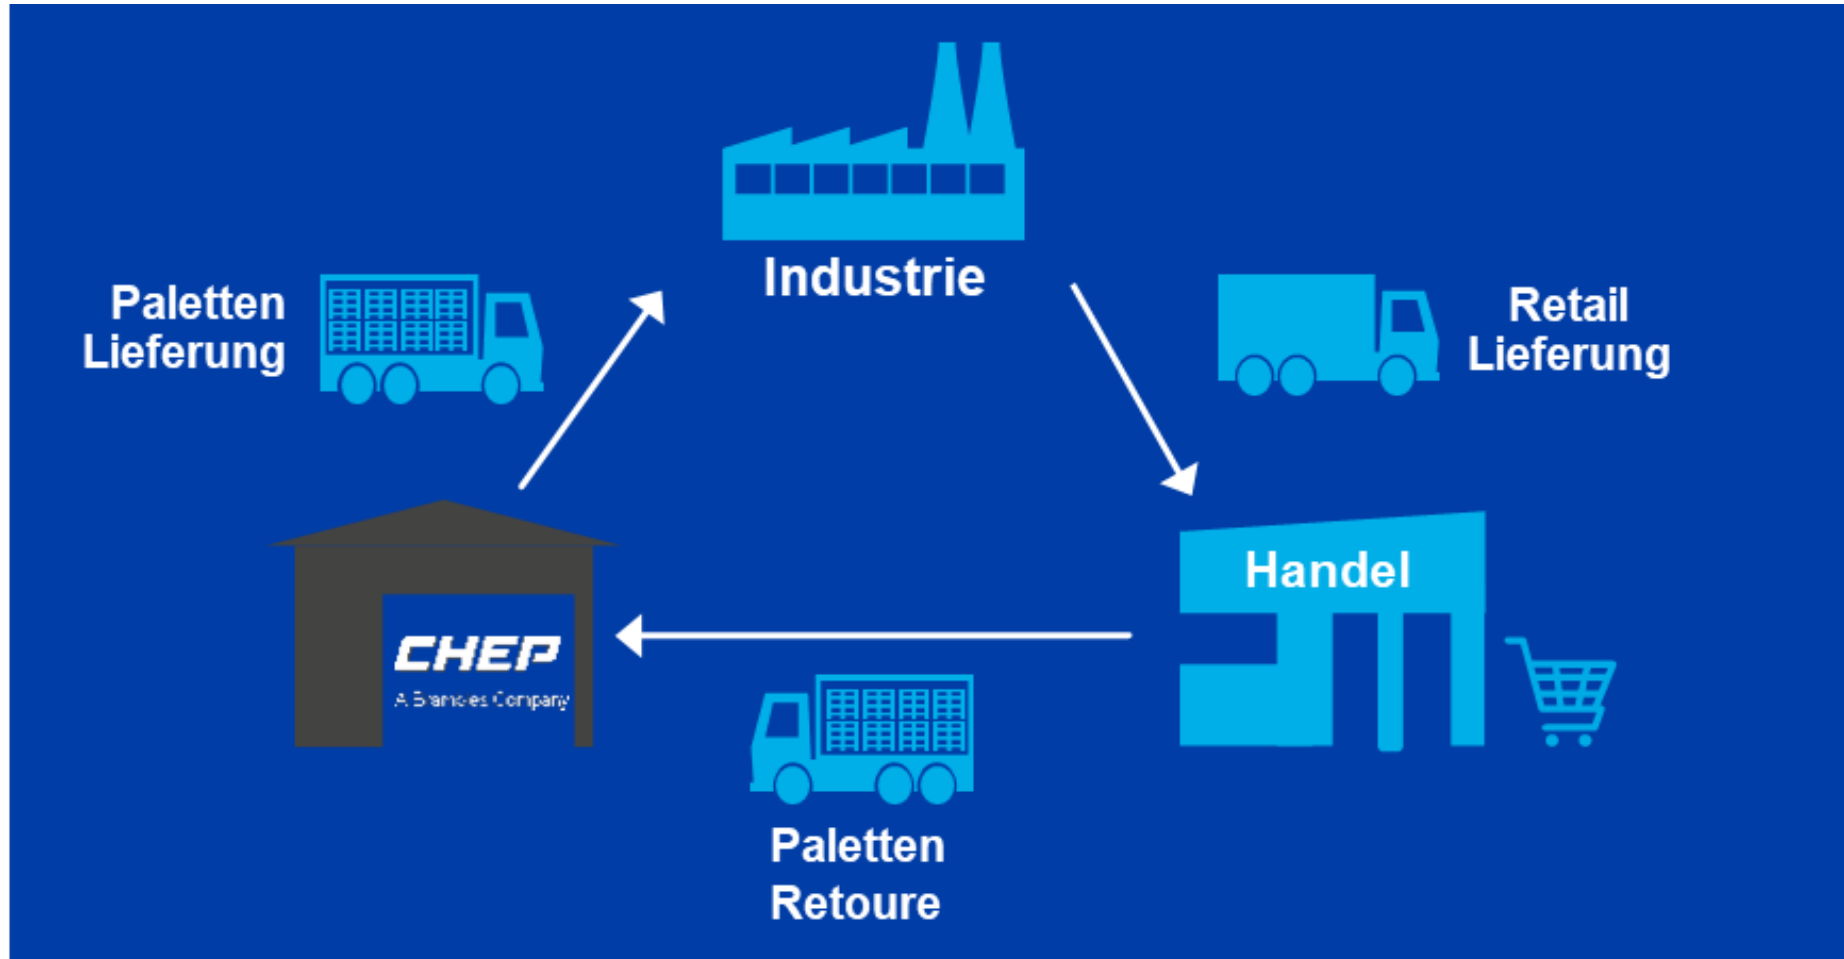 Industrie
Paletten
Lieferung
Retail
Lieferung
Handel
CHEP
A Brambles Company
Paletten
Retoure